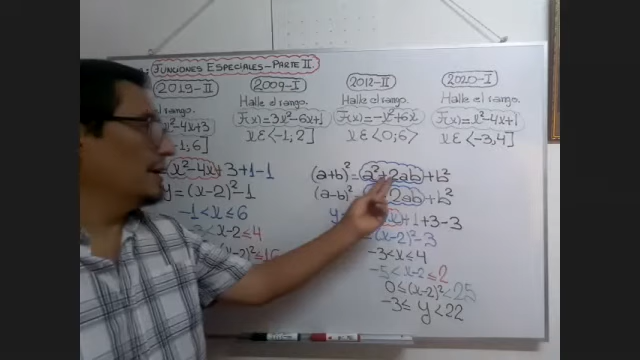 FUNCIONES ESPECIALES - PARTE II
2019-II
2009-I
2012-II
2020-I
el rango.
Halle el rango.
Halle el rango.
Halle el rango.
x²-4x+3
F(x)=3x²-6x+1
F(x)=-x²+6x
F(x)=x²-4x+1
-1,6]
x∈<-1,2]
x∈<0;6>
x∈<-3,4]
x²-4x+3+1-1
y=(x-2)²-1
-1<x≤6
<x-2≤4
(x-2)²≤16
(a+b)²=a²+2ab+b²
(a-b)²= 2ab+b²
y= +1+3-3
=(x-2)²-3
-3<x≤4
-5<x-2≤2
0≤(x-2)²<25
-3≤y<22